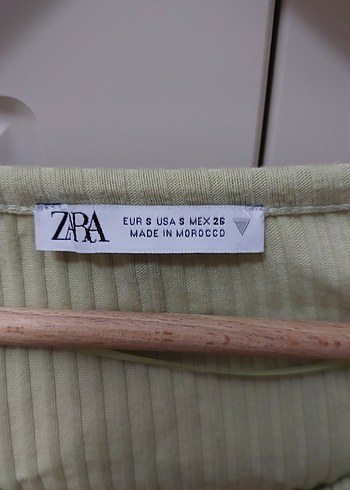 ZARA
EUR S USA S MEX 26
MADE IN MOROCCO